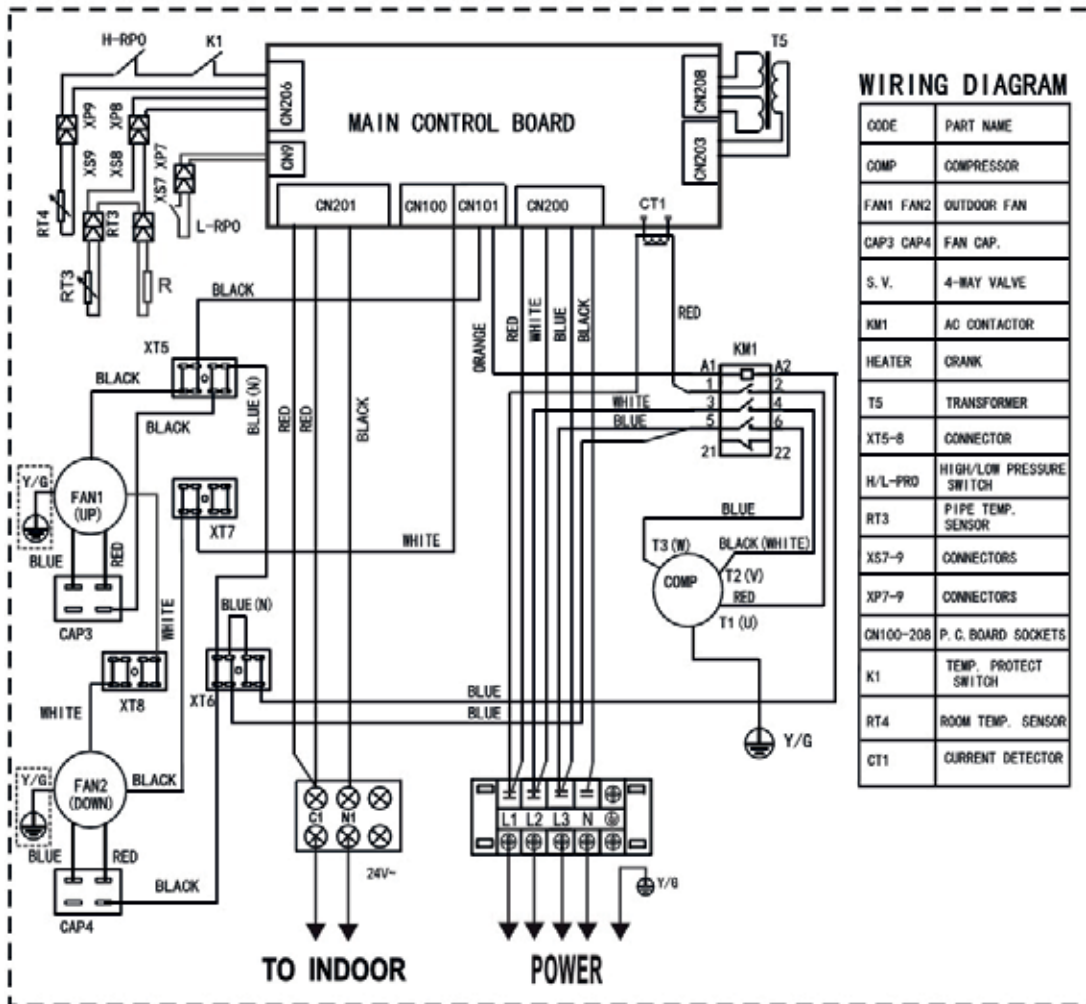 H-RPO
K1
T5
MAIN CONTROL BOARD
CN206
CN9
CN208
CN203
CN201
CN100
CN101
CN200
CT1
XP9
XP8
XS9
XS8
XS7 XP7
RT4
RT3
L-RPO
RT3
R
BLACK
ORANGE
RED
WHITE
BLUE
BLACK
RED
XT5
BLACK
BLACK
BLUE(N)
RED
RED
BLACK
KM1
A1
A2
1
2
WHITE
3
4
BLUE
5
6
21
22
Y/G
FAN1
(UP)
XT7
WHITE
BLUE
RED
CAP3
BLUE(N)
WHITE
BLUE
T3(W)
BLACK(WHITE)
COMP
T2(V)
RED
T1(U)
XT8
XT6
WHITE
BLUE
BLUE
Y/G
Y/G
FAN2
(DOWN)
BLACK
BLUE
RED
BLACK
CAP4
C1
N1
24V~
L1
L2
L3
N
Y/G
TO INDOOR
POWER
WIRING DIAGRAM
CODE PART NAME
COMP COMPRESSOR
FAN1 FAN2 OUTDOOR FAN
CAP3 CAP4 FAN CAP.
S.V. 4-WAY VALVE
KM1 AC CONTACTOR
HEATER CRANK
T5 TRANSFORMER
XT5-8 CONNECTOR
H/L-PRO HIGH/LOW PRESSURE
SWITCH
RT3 PIPE TEMP.
SENSOR
XS7-9 CONNECTORS
XP7-9 CONNECTORS
CN100-208 P.C.BOARD SOCKETS
K1 TEMP. PROTECT
SWITCH
RT4 ROOM TEMP. SENSOR
CT1 CURRENT DETECTOR